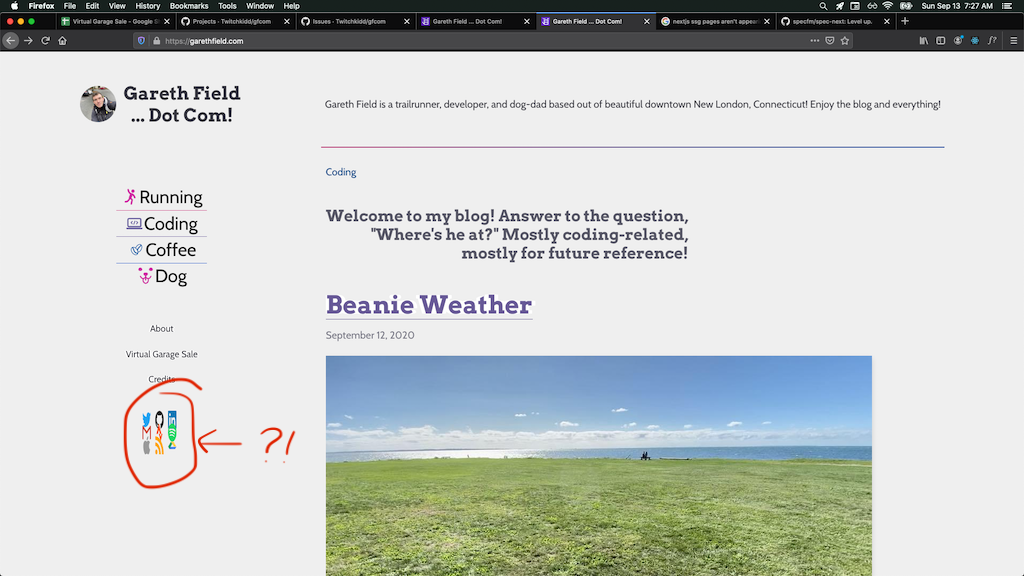 Firefox File Edit View History Bookmarks Tools Window Help
Sun Sep 13 7:27 AM
Virtual Garage Sale – Google S
Projects - Twitchkidd/gfcom
Issues - Twitchkidd/gfcom
Gareth Field ... Dot Com!
Gareth Field ... Dot Com!
nextjs ssg pages aren't appear
specfm/spec-next: Level up.
https://garethfield.com
Gareth Field
... Dot Com!
Gareth Field is a trailrunner, developer, and dog-dad based out of beautiful downtown New London, Connecticut! Enjoy the blog and everything!
Running
Coding
Coffee
Dog
About
Virtual Garage Sale
Credits
?!
Coding
Welcome to my blog! Answer to the question,
"Where's he at?" Mostly coding-related,
mostly for future reference!
Beanie Weather
September 12, 2020